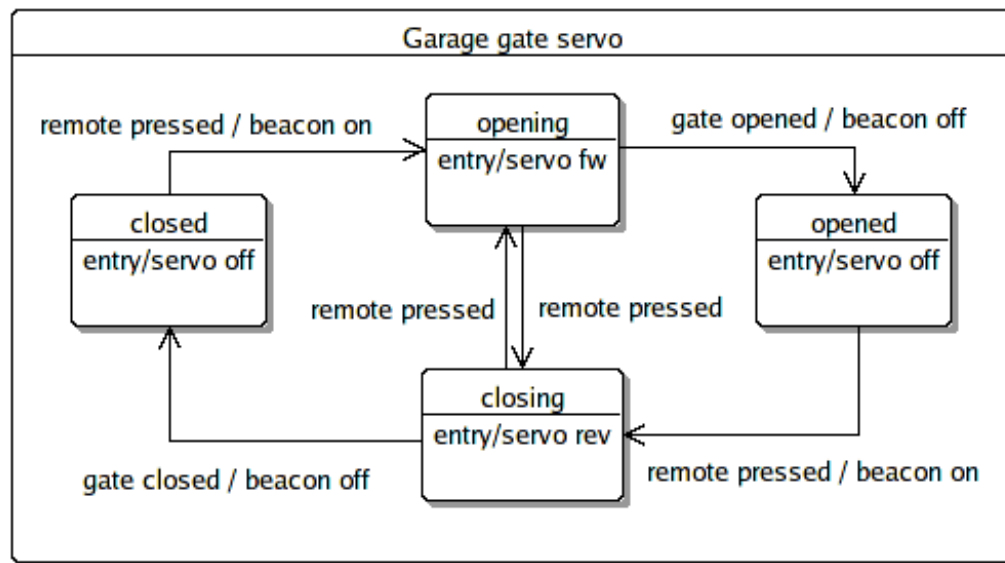 Garage gate servo
remote pressed / beacon on
opening
entry/servo fw
gate opened / beacon off
closed
entry/servo off
opened
entry/servo off
remote pressed
remote pressed
closing
entry/servo rev
gate closed / beacon off
remote pressed / beacon on